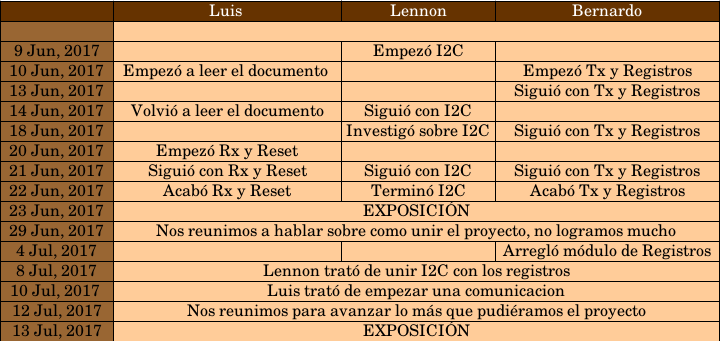 Luis Lennon Bernardo
9 Jun, 2017 Empezó I2C
10 Jun, 2017 Empezó a leer el documento Empezó Tx y Registros
13 Jun, 2017 Siguió con Tx y Registros
14 Jun, 2017 Volvió a leer el documento Siguió con I2C
18 Jun, 2017 Investigó sobre I2C Siguió con Tx y Registros
20 Jun, 2017 Empezó Rx y Reset
21 Jun, 2017 Siguió con Rx y Reset Siguió con I2C Siguió con Tx y Registros
22 Jun, 2017 Acabó Rx y Reset Terminó I2C Acabó Tx y Registros
23 Jun, 2017 EXPOSICIÓN
29 Jun, 2017 Nos reunimos a hablar sobre como unir el proyecto, no logramos mucho
4 Jul, 2017 Arregló módulo de Registros
8 Jul, 2017 Lennon trató de unir I2C con los registros
10 Jul, 2017 Luis trató de empezar una comunicacion
12 Jul, 2017 Nos reunimos para avanzar lo más que pudiéramos el proyecto
13 Jul, 2017 EXPOSICIÓN